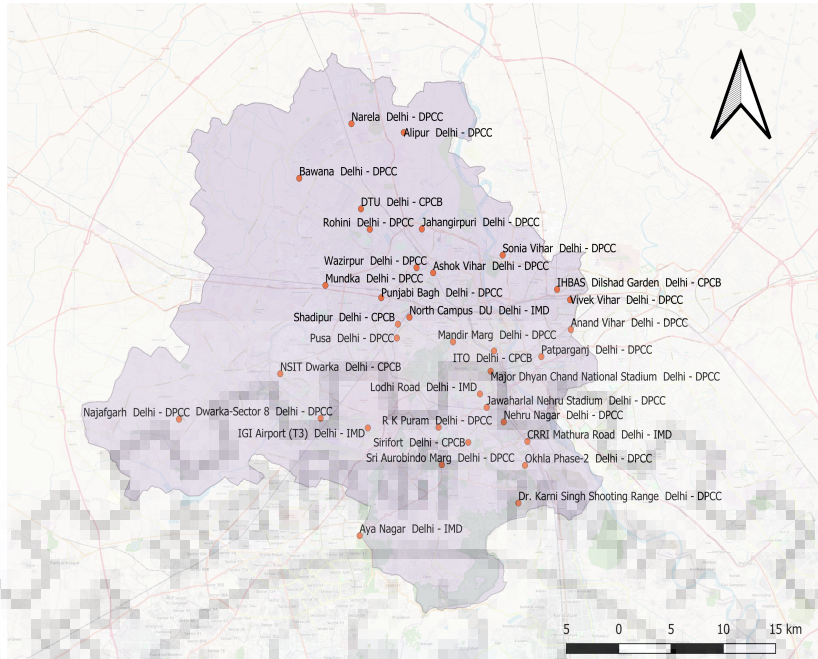 Narela Delhi - DPCC
Alipur Delhi - DPCC
Bawana Delhi - DPCC
DTU Delhi - CPCB
Rohini Delhi - DPCC
Jahangirpuri Delhi - DPCC
Sonia Vihar Delhi - DPCC
Wazirpur Delhi - DPCC
Ashok Vihar Delhi - DPCC
Mundka Delhi - DPCC
IHBAS Dilshad Garden Delhi - CPCB
Punjabi Bagh Delhi - DPCC
Vivek Vihar Delhi - DPCC
Shadipur Delhi - CPCB
North Campus DU Delhi - IMD
Anand Vihar Delhi - DPCC
Pusa Delhi - DPCC
Mandir Marg Delhi - DPCC
ITO Delhi - CPCB
Patparganj Delhi - DPCC
NSIT Dwarka Delhi - CPCB
Major Dhyan Chand National Stadium Delhi - DPCC
Lodhi Road Delhi - IMD
Jawaharlal Nehru Stadium Delhi - DPCC
Najafgarh Delhi - DPCC
Dwarka-Sector 8 Delhi - DPCC
R K Puram Delhi - DPCC
Nehru Nagar Delhi - DPCC
IGI Airport (T3) Delhi - IMD
CRRI Mathura Road Delhi - IMD
Sirifort Delhi - CPCB
Sri Aurobindo Marg Delhi - DPCC
Okhla Phase-2 Delhi - DPCC
Dr. Karni Singh Shooting Range Delhi - DPCC
Aya Nagar Delhi - IMD
5 0 5 10 15 km